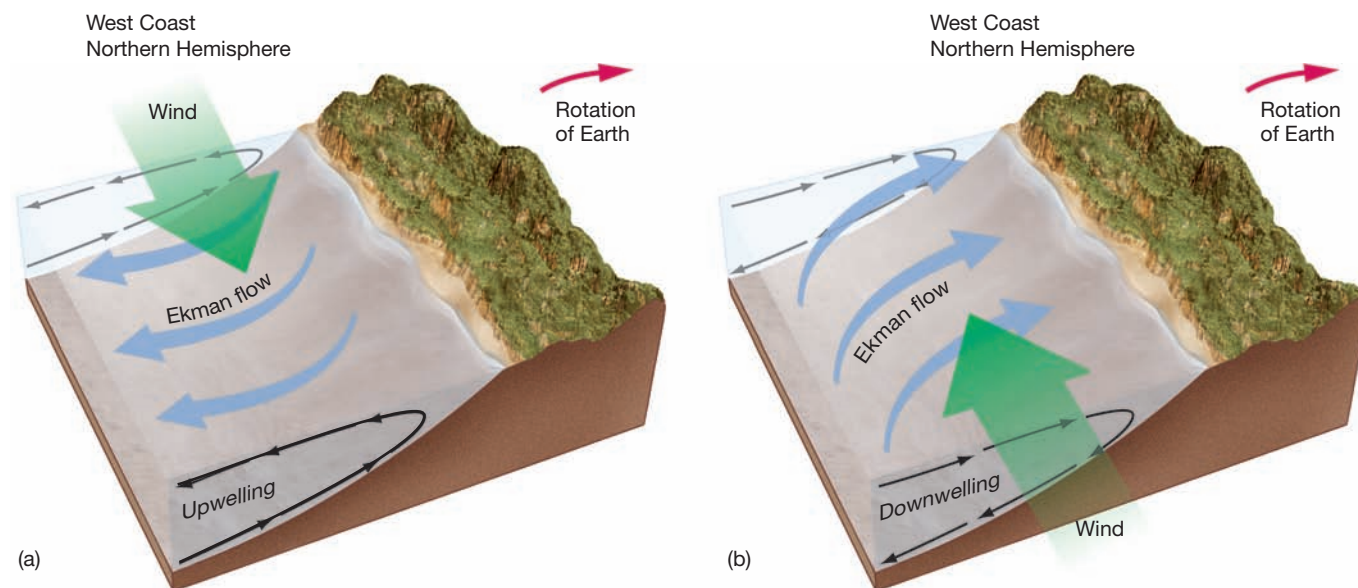 West Coast
Northern Hemisphere
Wind
Rotation
of Earth
Ekman flow
Upwelling
(a)
West Coast
Northern Hemisphere
Rotation
of Earth
Ekman flow
Downwelling
Wind
(b)